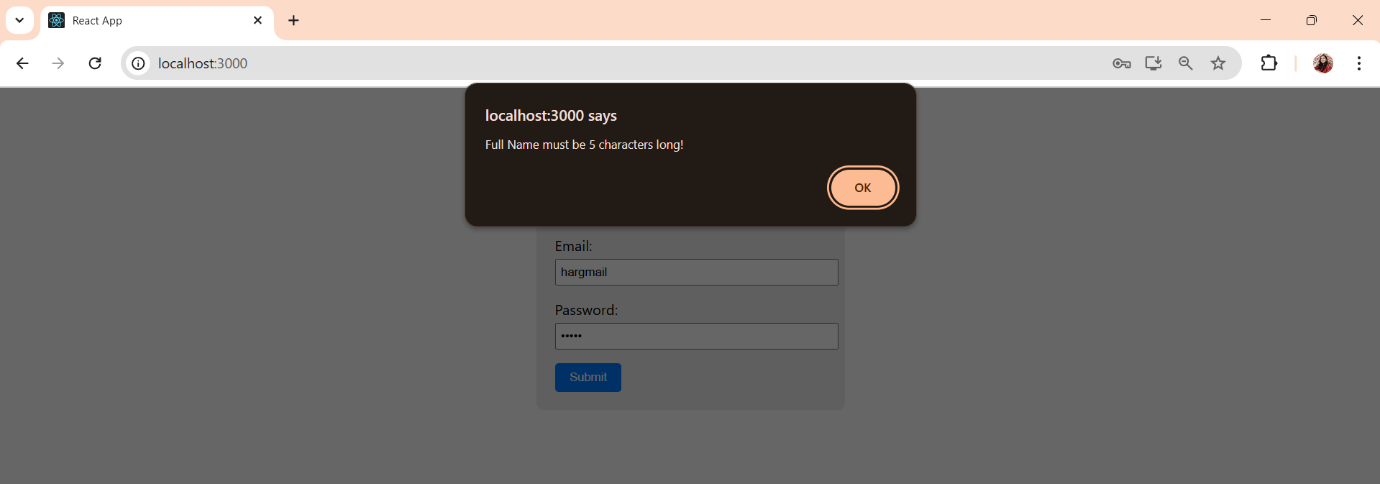 React App
localhost:3000
localhost:3000 says
Full Name must be 5 characters long!
OK
Email:
hargmail
Password:
•••••
Submit